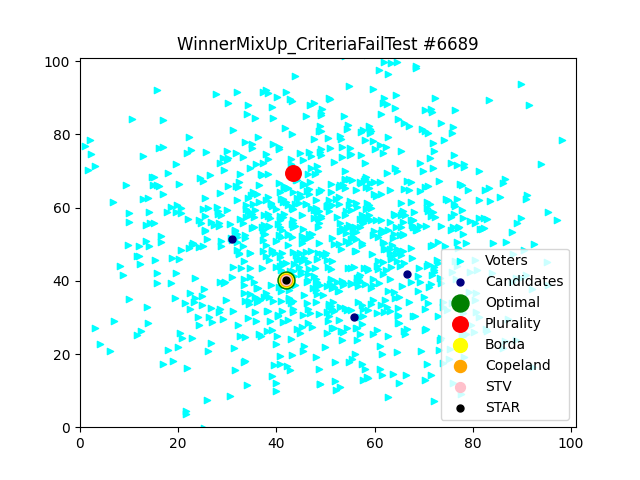 WinnerMixUp_CriteriaFailTest #6689
100
80
60
40
20
0
0
20
40
60
80
100
Voters
Candidates
Optimal
Plurality
Borda
Copeland
STV
STAR